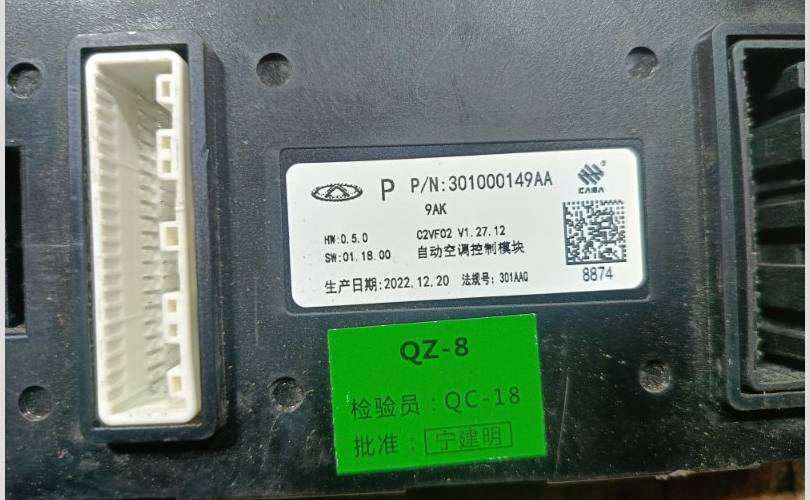 P P/N:301000149AA
9AK
CABA
HW:0.5.0 C2VF02 V1.27.12
SW:01.18.00 自动空调控制模块
生产日期:2022.12.20 法规号:301AAQ
8874
QZ-8
检验员:QC-18
批准:宁建明